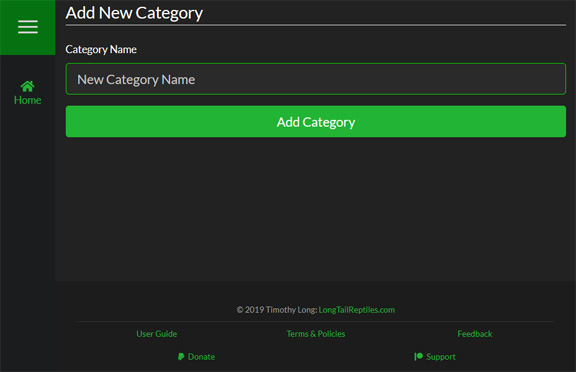 Add New Category
Category Name
New Category Name
Add Category
Home
© 2019 Timothy Long: LongTailReptiles.com
User Guide Terms & Policies Feedback
Donate Support